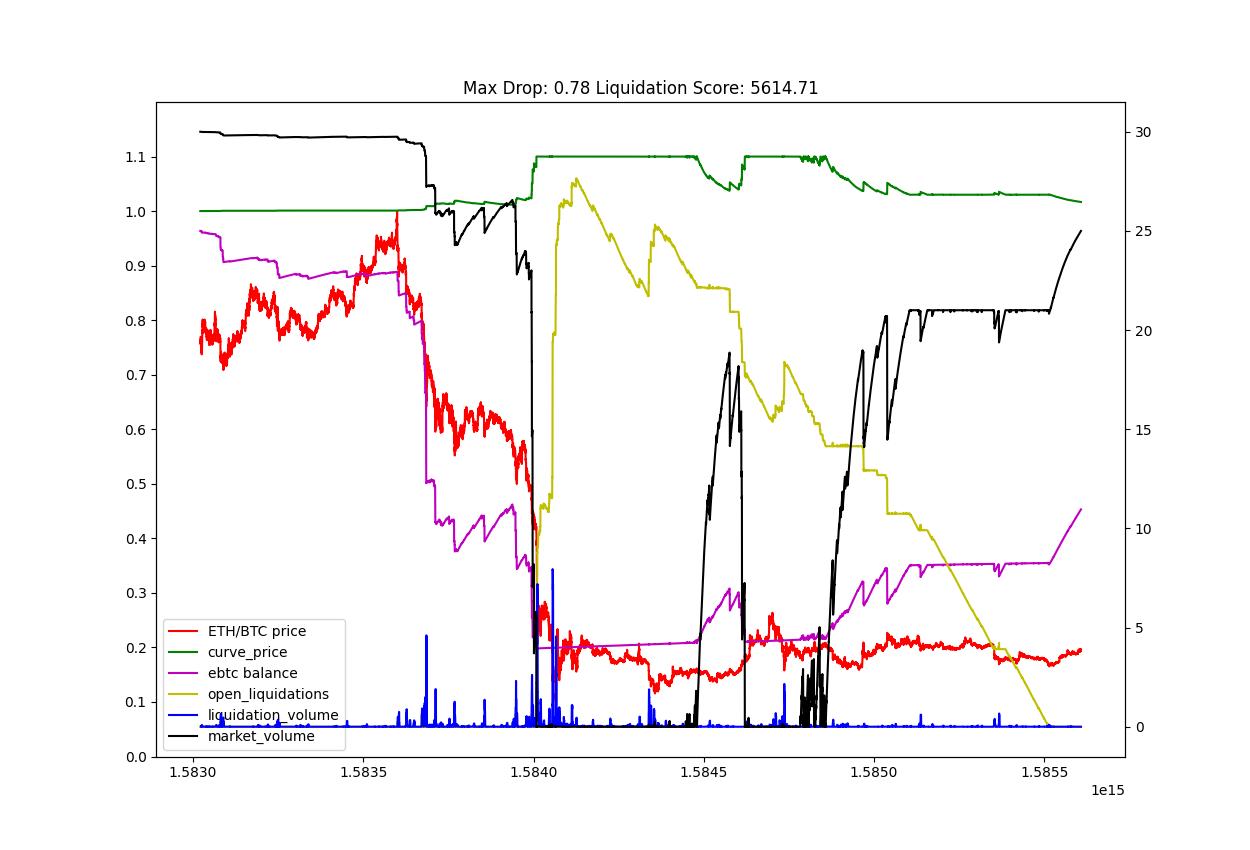 Max Drop: 0.78 Liquidation Score: 5614.71
1.1
1.0
0.9
0.8
0.7
0.6
0.5
0.4
0.3
0.2
0.1
0.0
30
25
20
15
10
5
0
ETH/BTC price
curve_price
ebtc balance
open_liquidations
liquidation_volume
market_volume
1.5830 1.5835 1.5840 1.5845 1.5850 1.5855
1e15